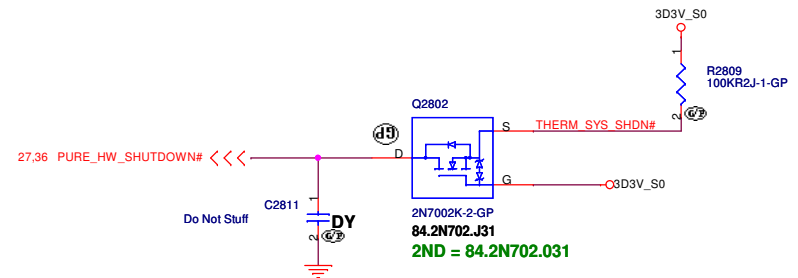 3D3V_S0
1
R2809
100KR2J-1-GP
2
G/P
Q2802
GP
S
THERM_SYS_SHDN#
27,36 PURE_HW_SHUTDOWN#
D
G
3D3V_S0
C2811
1
Do Not Stuff
DY
2
G/P
2N7002K-2-GP
84.2N702.J31
2ND = 84.2N702.031